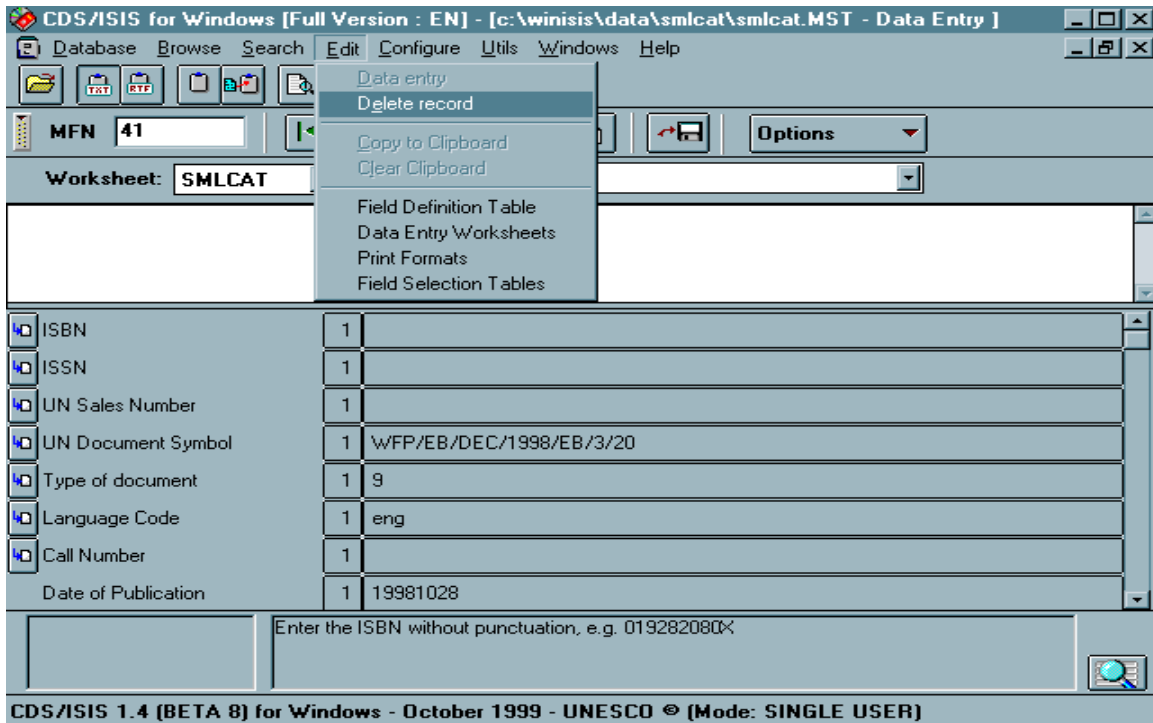 CDS/ISIS for Windows [Full Version : EN] - [c:\winisis\data\smlcat\smlcat.MST - Data Entry ]
Database Browse Search Edit Configure Utils Windows Help
TXT RTF
Data entry
Delete record
Copy to Clipboard
Clear Clipboard
Field Definition Table
Data Entry Worksheets
Print Formats
Field Selection Tables
MFN 41 Options
Worksheet: SMLCAT
ISBN 1
ISSN 1
UN Sales Number 1
UN Document Symbol 1 WFP/EB/DEC/1998/EB/3/20
Type of document 1 9
Language Code 1 eng
Call Number 1
Date of Publication 1 19981028
Enter the ISBN without punctuation, e.g. 019282080X
CDS/ISIS 1.4 (BETA 8) for Windows - October 1999 - UNESCO © (Mode: SINGLE USER)